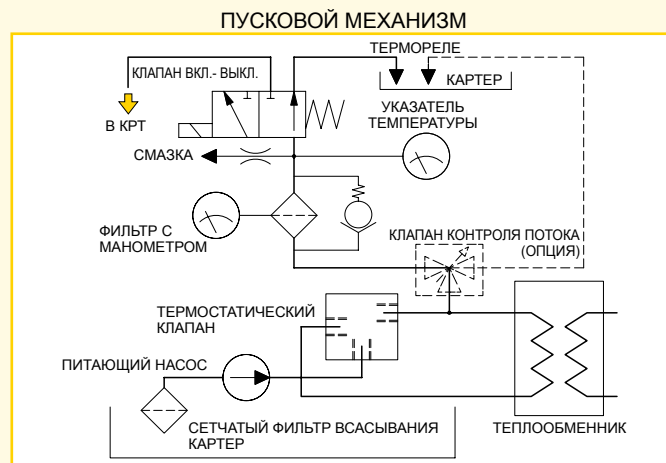 ПУСКОВОЙ МЕХАНИЗМ
ТЕРМОРЕЛЕ
КЛАПАН ВКЛ.- ВЫКЛ.
КАРТЕР
В КРТ
УКАЗАТЕЛЬ
ТЕМПЕРАТУРЫ
СМАЗКА
ФИЛЬТР С
МАНОМЕТРОМ
КЛАПАН КОНТРОЛЯ ПОТОКА
(ОПЦИЯ)
ТЕРМОСТАТИЧЕСКИЙ
КЛАПАН
ПИТАЮЩИЙ НАСОС
СЕТЧАТЫЙ ФИЛЬТР ВСАСЫВАНИЯ
КАРТЕР
ТЕПЛООБМЕННИК